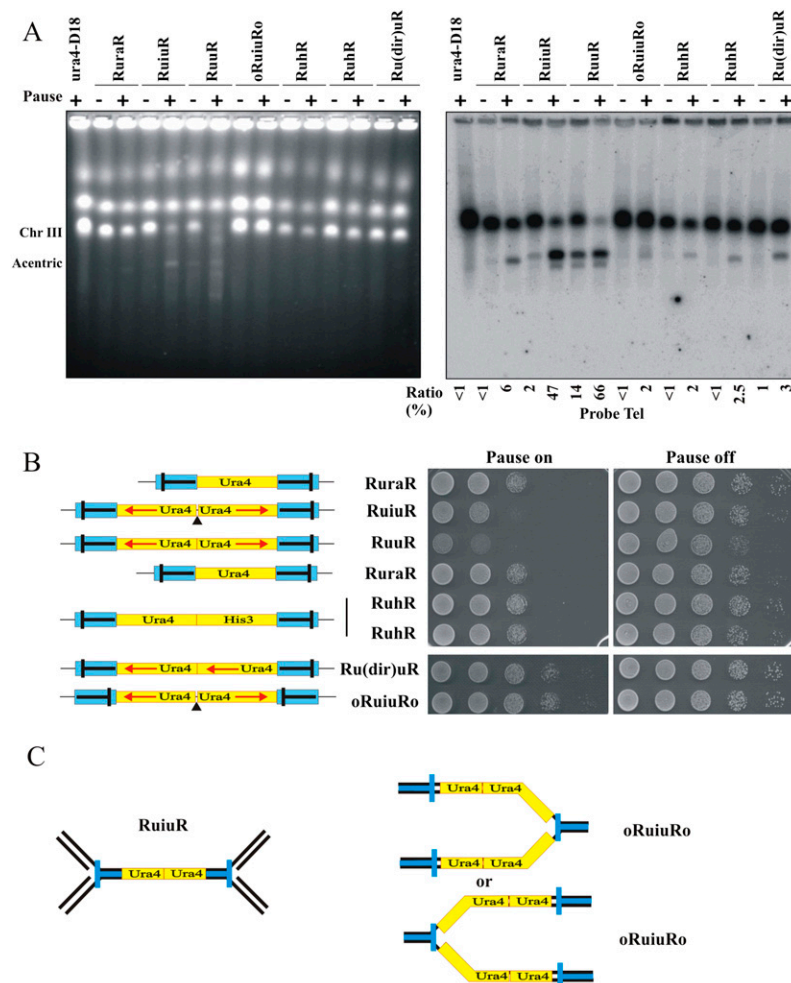 A
ura4-D18 RuraR RuiuR RuuR oRuiuRo RuhR RuhR Ru(dir)uR
Pause + - + - + - + - + - + - + - +
Chr III
Acentric
ura4-D18 RuraR RuiuR RuuR oRuiuRo RuhR RuhR Ru(dir)uR
+ - + - + - + - + - + - + - +
Ratio (%) <1 <1 6 2 47 14 66 <1 2 <1 2 <1 2.5 1 3
Probe Tel
B
Pause on Pause off
Ura4 RuraR
Ura4 Ura4 RuiuR
Ura4 Ura4 RuuR
Ura4 RuraR
Ura4 His3 RuhR
RuhR
Ura4 Ura4 Ru(dir)uR
Ura4 Ura4 oRuiuRo
C
RuiuR
Ura4 Ura4
Ura4 Ura4
oRuiuRo
Ura4 Ura4
or
Ura4 Ura4
oRuiuRo
Ura4 Ura4